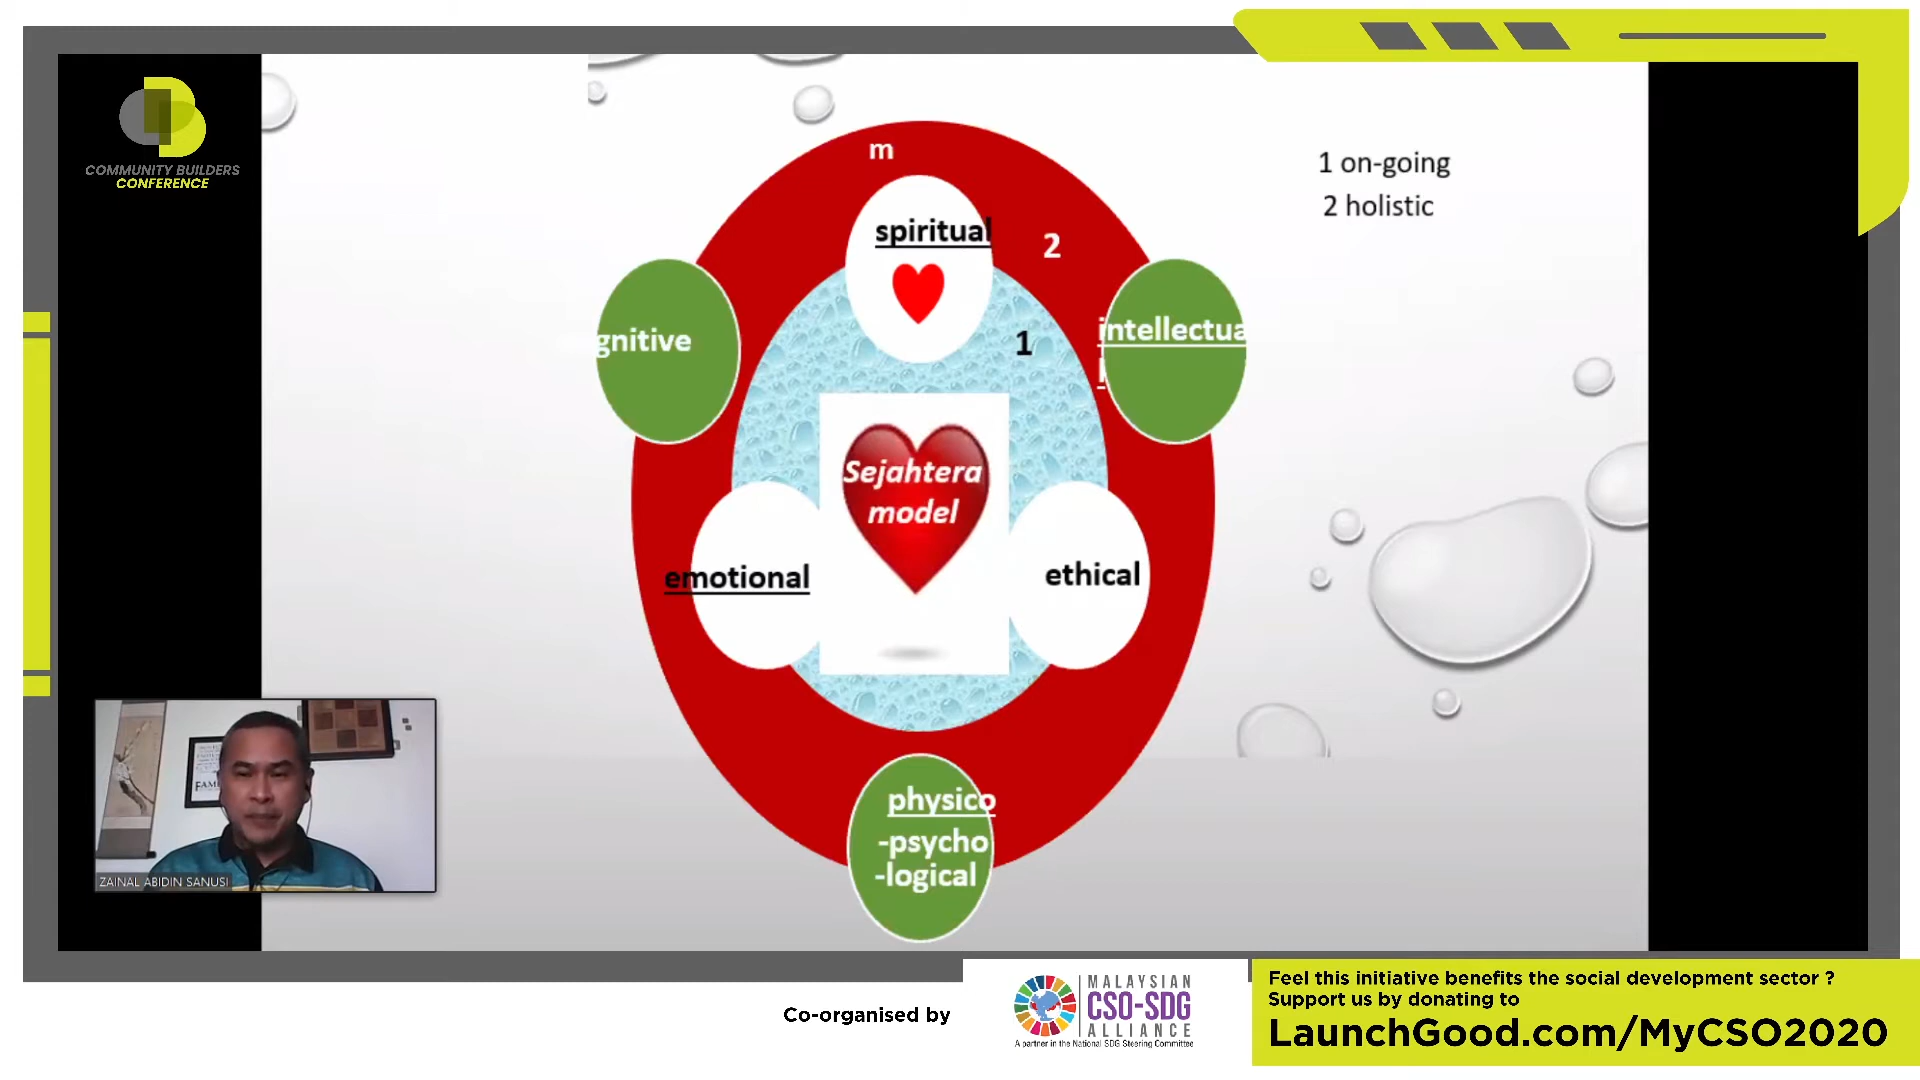 COMMUNITY BUILDERS
CONFERENCE
m
spiritual
2
1 on-going
2 holistic
gnitive
1
intellectua
l
Sejahtera
model
emotional
ethical
physico
-psycho
-logical
ZAINAL ABIDIN SANUSI
Co-organised by
MALAYSIAN
CSO-SDG
ALLIANCE
A partner in the National SDG Steering Committee
Feel this initiative benefits the social development sector ?
Support us by donating to
LaunchGood.com/MyCSO2020